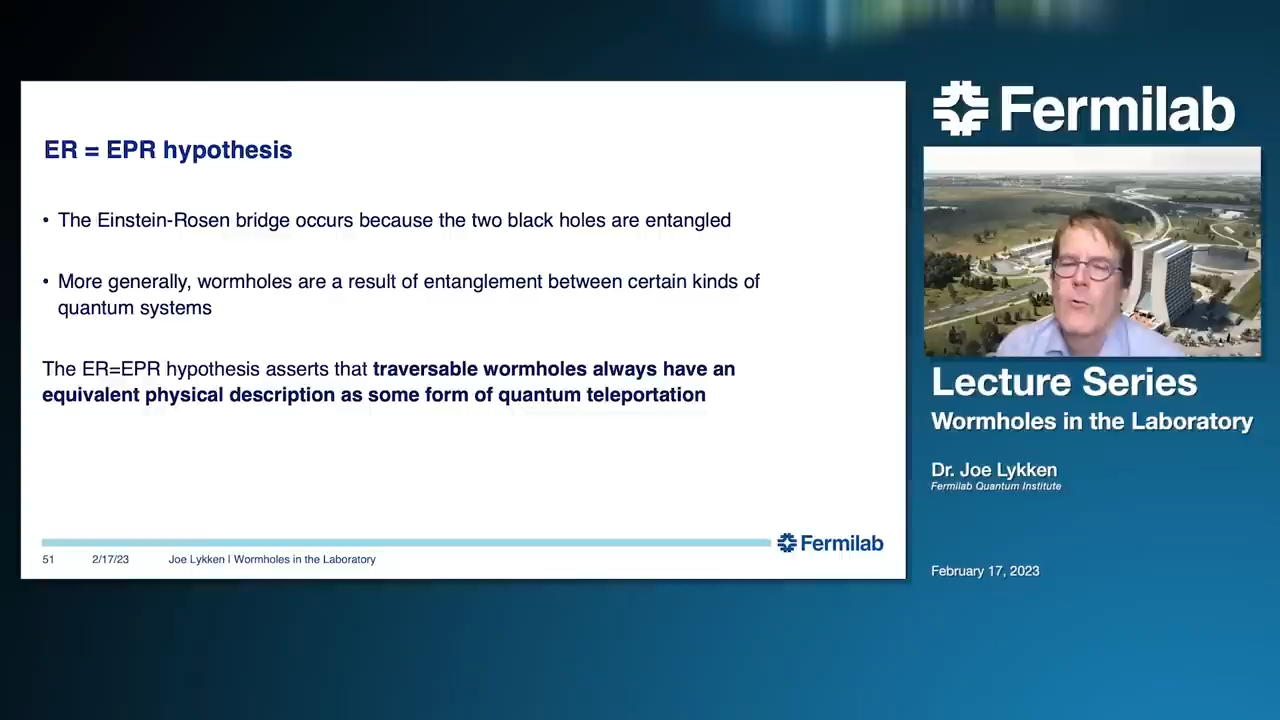 ER = EPR hypothesis
• The Einstein-Rosen bridge occurs because the two black holes are entangled
• More generally, wormholes are a result of entanglement between certain kinds of
quantum systems
The ER=EPR hypothesis asserts that traversable wormholes always have an
equivalent physical description as some form of quantum teleportation
Fermilab
51 2/17/23 Joe Lykken | Wormholes in the Laboratory
Fermilab
Lecture Series
Wormholes in the Laboratory
Dr. Joe Lykken
Fermilab Quantum Institute
February 17, 2023